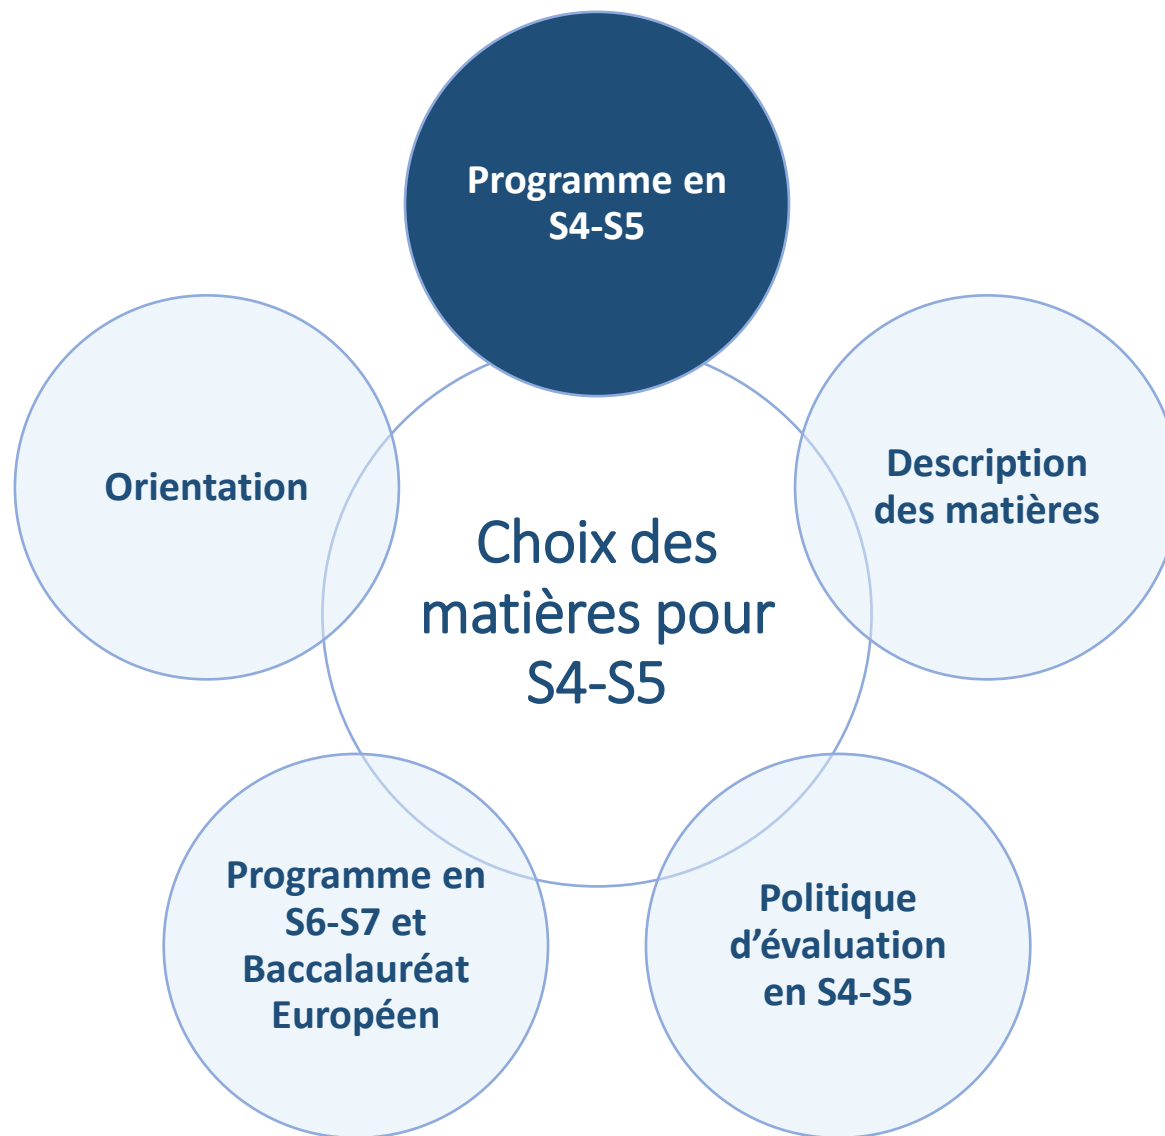 Programme en
S4-S5
Orientation
Description
des matières
Choix des
matières pour
S4-S5
Programme en
S6-S7 et
Baccalauréat
Européen
Politique
d’évaluation
en S4-S5